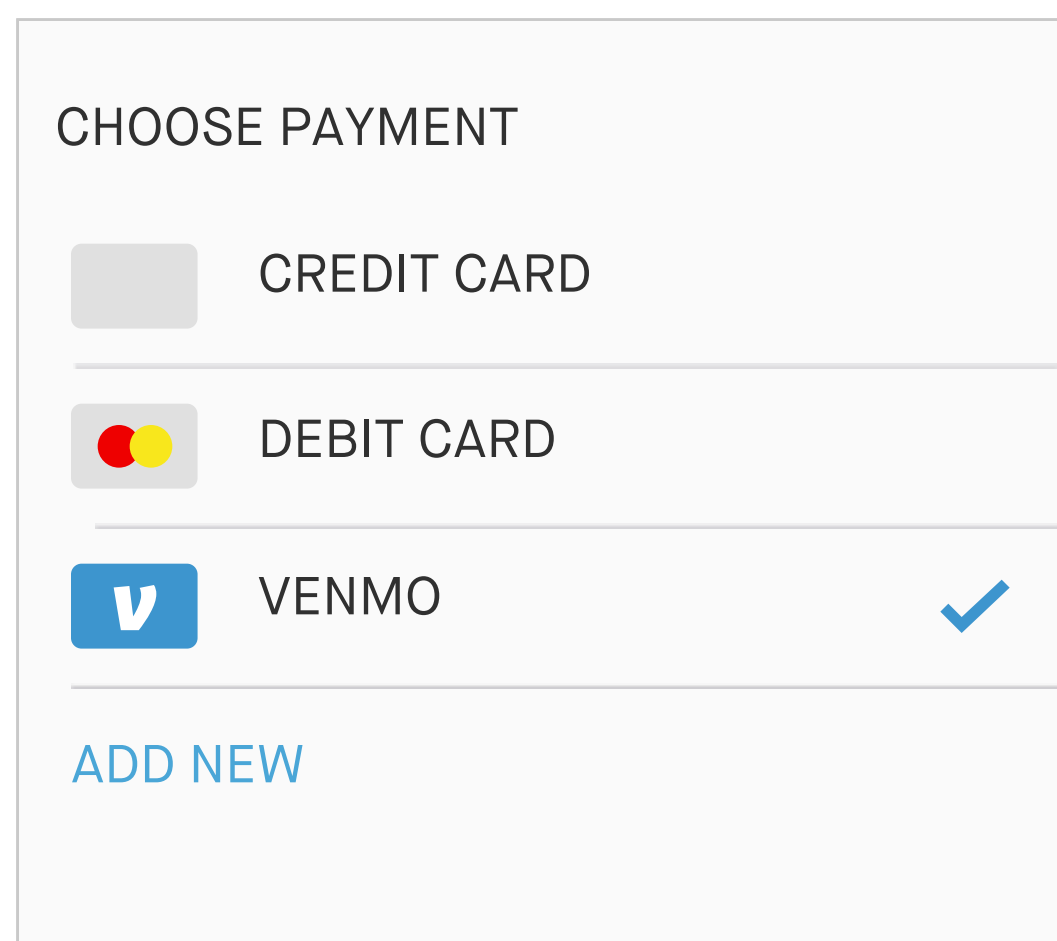 CHOOSE PAYMENT
CREDIT CARD
DEBIT CARD
V VENMO
ADD NEW